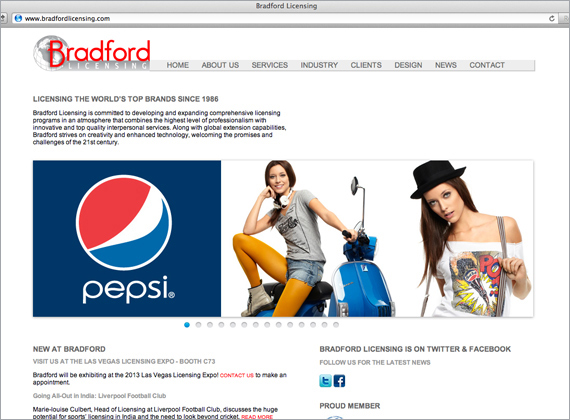 Bradford Licensing
www.bradfordlicensing.com
Bradford
LICENSING
HOME ABOUT US SERVICES INDUSTRY CLIENTS DESIGN NEWS CONTACT
LICENSING THE WORLD'S TOP BRANDS SINCE 1986
Bradford Licensing is committed to developing and expanding comprehensive licensing
programs in an atmosphere that combines the highest level of professionalism with
innovative and top quality interpersonal services. Along with global extension capabilities,
Bradford strives on creativity and enhanced technology, welcoming the promises and
challenges of the 21st century.
pepsi®
POW
NEW AT BRADFORD
VISIT US AT THE LAS VEGAS LICENSING EXPO - BOOTH C73
Bradford will be exhibiting at the 2013 Las Vegas Licensing Expo! CONTACT US to make an
appointment.
Going All-Out in India: Liverpool Football Club
Marie-louise Culbert, Head of Licensing at Liverpool Football Club, discusses the huge
potential for sports' licensing in India and the need to look beyond cricket. READ MORE
BRADFORD LICENSING IS ON TWITTER & FACEBOOK
FOLLOW US FOR THE LATEST NEWS
PROUD MEMBER